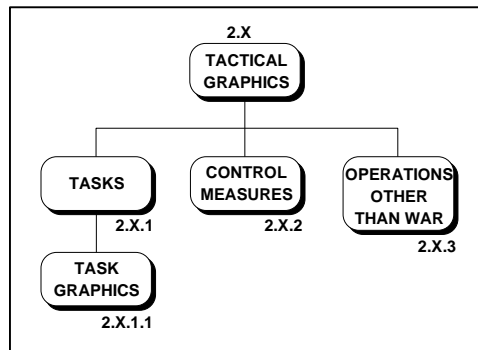 2.X
TACTICAL
GRAPHICS
TASKS
2.X.1
CONTROL
MEASURES
2.X.2
OPERATIONS
OTHER
THAN WAR
2.X.3
TASK
GRAPHICS
2.X.1.1